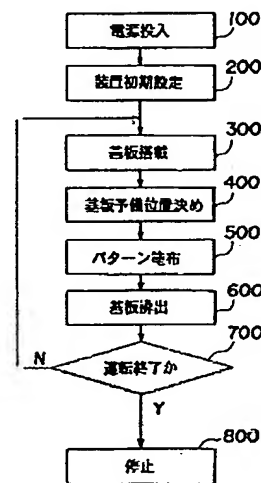 電源投入
100
装置初期設定
200
基板搭載
300
基板予備位置決め
400
パターン塗布
500
基板排出
600
運転終了か
700
N
Y
停止
800